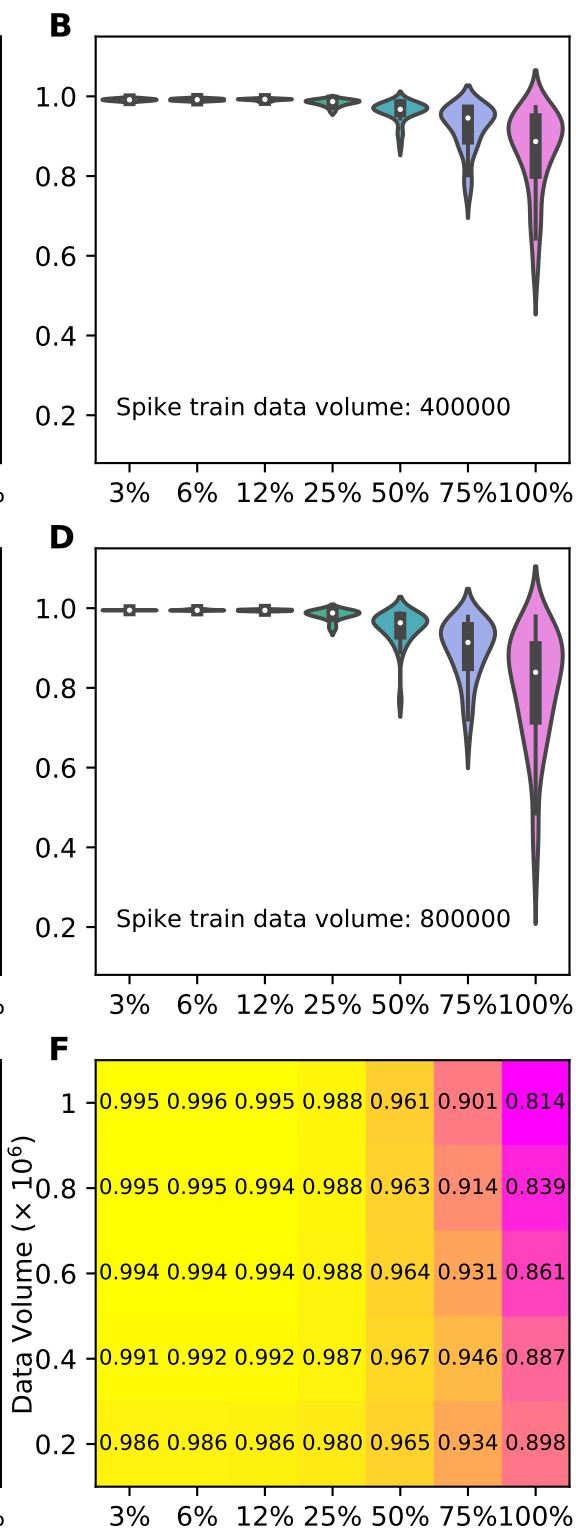 B
1.0
0.8
0.6
0.4
0.2
Spike train data volume: 400000
3% 6% 12% 25% 50% 75% 100%
D
1.0
0.8
0.6
0.4
0.2
Spike train data volume: 800000
3% 6% 12% 25% 50% 75% 100%
F
Data Volume (× 10⁶)
1 0.995 0.996 0.995 0.988 0.961 0.901 0.814
0.8 0.995 0.995 0.994 0.988 0.963 0.914 0.839
0.6 0.994 0.994 0.994 0.988 0.964 0.931 0.861
0.4 0.991 0.992 0.992 0.987 0.967 0.946 0.887
0.2 0.986 0.986 0.986 0.980 0.965 0.934 0.898
3% 6% 12% 25% 50% 75% 100%